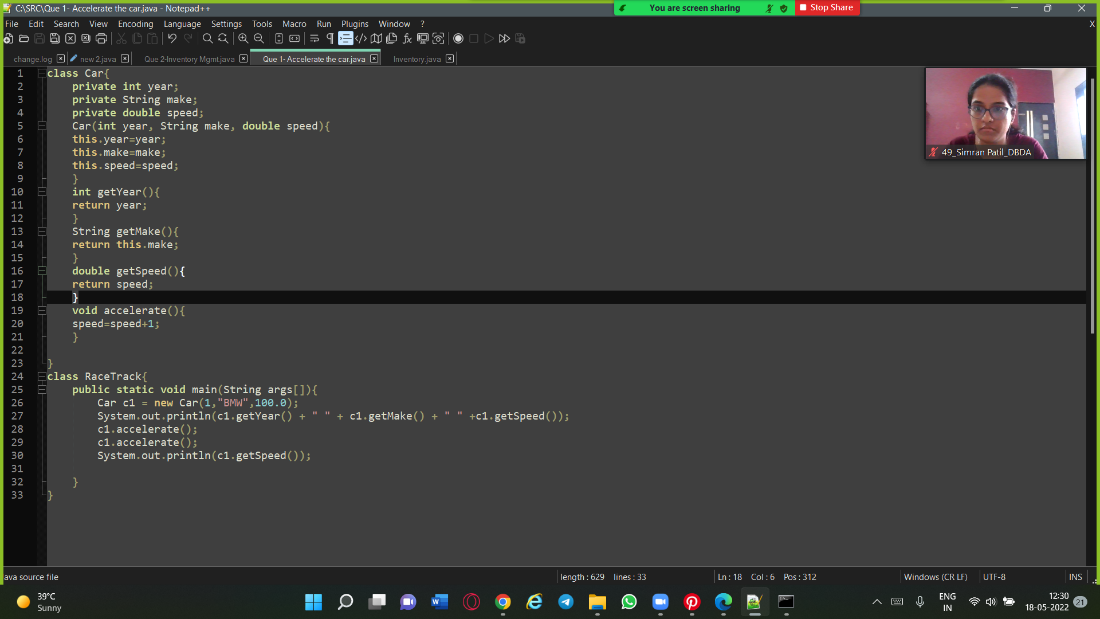 C:\SRC\Que 1- Accelerate the car.java - Notepad++
You are screen sharing
Stop Share
File Edit Search View Encoding Language Settings Tools Macro Run Plugins Window ?
X
change.log new 2.java Que 2-Inventory Mgmt.java Que 1- Accelerate the car.java Inventory.java
1 class Car{
2 private int year;
3 private String make;
4 private double speed;
5 Car(int year, String make, double speed){
6 this.year=year;
7 this.make=make;
8 this.speed=speed;
9 }
10 int getYear(){
11 return year;
12 }
13 String getMake(){
14 return this.make;
15 }
16 double getSpeed(){
17 return speed;
18 }
19 void accelerate(){
20 speed=speed+1;
21 }
22
23 }
24 class RaceTrack{
25 public static void main(String args[]){
26 Car c1 = new Car(1,"BMW",100.0);
27 System.out.println(c1.getYear() + " " + c1.getMake() + " " +c1.getSpeed());
28 c1.accelerate();
29 c1.accelerate();
30 System.out.println(c1.getSpeed());
31
32 }
33 }
49_Simran Patil_DBDA
ava source file length : 629 lines : 33 Ln : 18 Col : 6 Pos : 312 Windows (CR LF) UTF-8 INS
39°C
Sunny
ENG
IN
12:30
18-05-2022
21